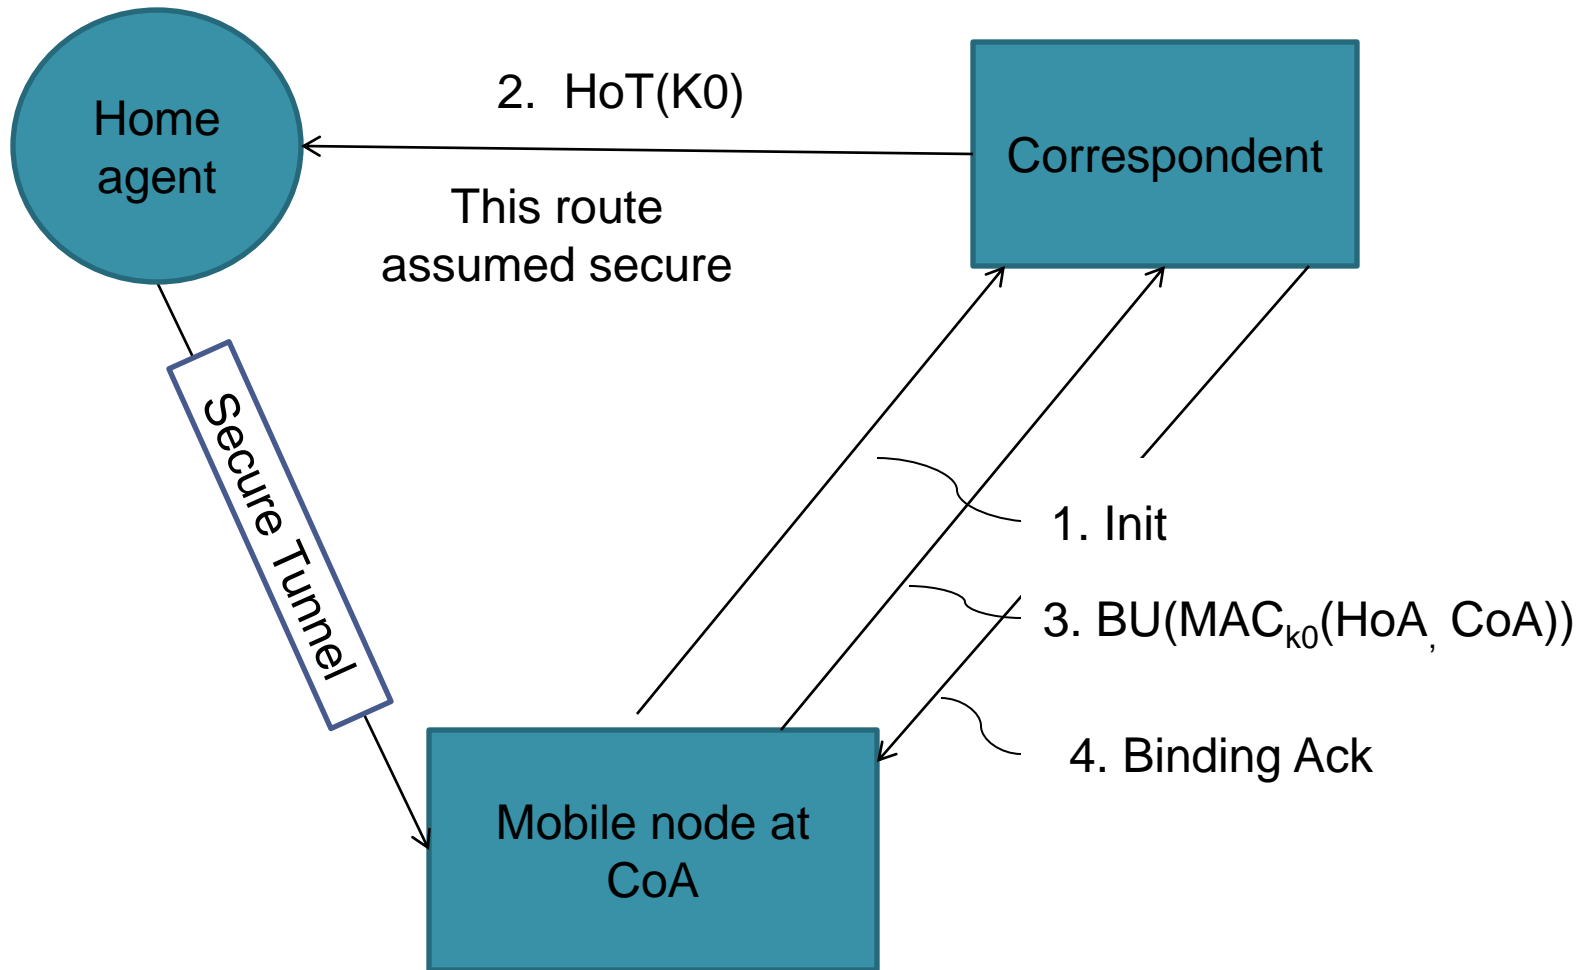 Home
agent
2. HoT(K0)
This route
assumed secure
Correspondent
Secure Tunnel
1. Init
3. BU(MACk0(HoA, CoA))
4. Binding Ack
Mobile node at
CoA